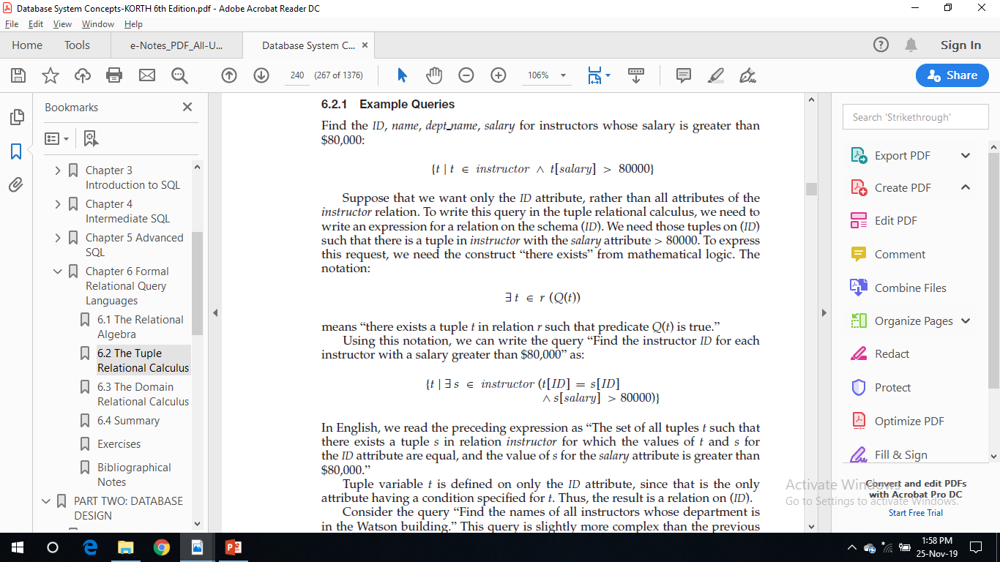 Database System Concepts-KORTH 6th Edition.pdf - Adobe Acrobat Reader DC
File Edit View Window Help
Home Tools e-Notes_PDF_All-U... Database System C... ×
Sign In
240 (267 of 1376) 106% Share
Bookmarks
Chapter 3
Introduction to SQL
Chapter 4
Intermediate SQL
Chapter 5 Advanced
SQL
Chapter 6 Formal
Relational Query
Languages
6.1 The Relational
Algebra
6.2 The Tuple
Relational Calculus
6.3 The Domain
Relational Calculus
6.4 Summary
Exercises
Bibliographical
Notes
PART TWO: DATABASE
DESIGN
6.2.1 Example Queries
Find the ID, name, dept_name, salary for instructors whose salary is greater than
$80,000:
{t | t ∈ instructor ∧ t[salary] > 80000}
Suppose that we want only the ID attribute, rather than all attributes of the
instructor relation. To write this query in the tuple relational calculus, we need to
write an expression for a relation on the schema (ID). We need those tuples on (ID)
such that there is a tuple in instructor with the salary attribute > 80000. To express
this request, we need the construct “there exists” from mathematical logic. The
notation:
∃ t ∈ r (Q(t))
means “there exists a tuple t in relation r such that predicate Q(t) is true.”
Using this notation, we can write the query “Find the instructor ID for each
instructor with a salary greater than $80,000” as:
{t | ∃ s ∈ instructor (t[ID] = s[ID]
∧ s[salary] > 80000)}
In English, we read the preceding expression as “The set of all tuples t such that
there exists a tuple s in relation instructor for which the values of t and s for
the ID attribute are equal, and the value of s for the salary attribute is greater than
$80,000.”
Tuple variable t is defined on only the ID attribute, since that is the only
attribute having a condition specified for t. Thus, the result is a relation on (ID).
Consider the query “Find the names of all instructors whose department is
in the Watson building.” This query is slightly more complex than the previous
Search 'Strikethrough'
Export PDF
Create PDF
Edit PDF
Comment
Combine Files
Organize Pages
Redact
Protect
Optimize PDF
Fill & Sign
Convert and edit PDFs
with Acrobat Pro DC
Start Free Trial
Activate Windows
Go to Settings to activate Windows.
1:58 PM
25-Nov-19